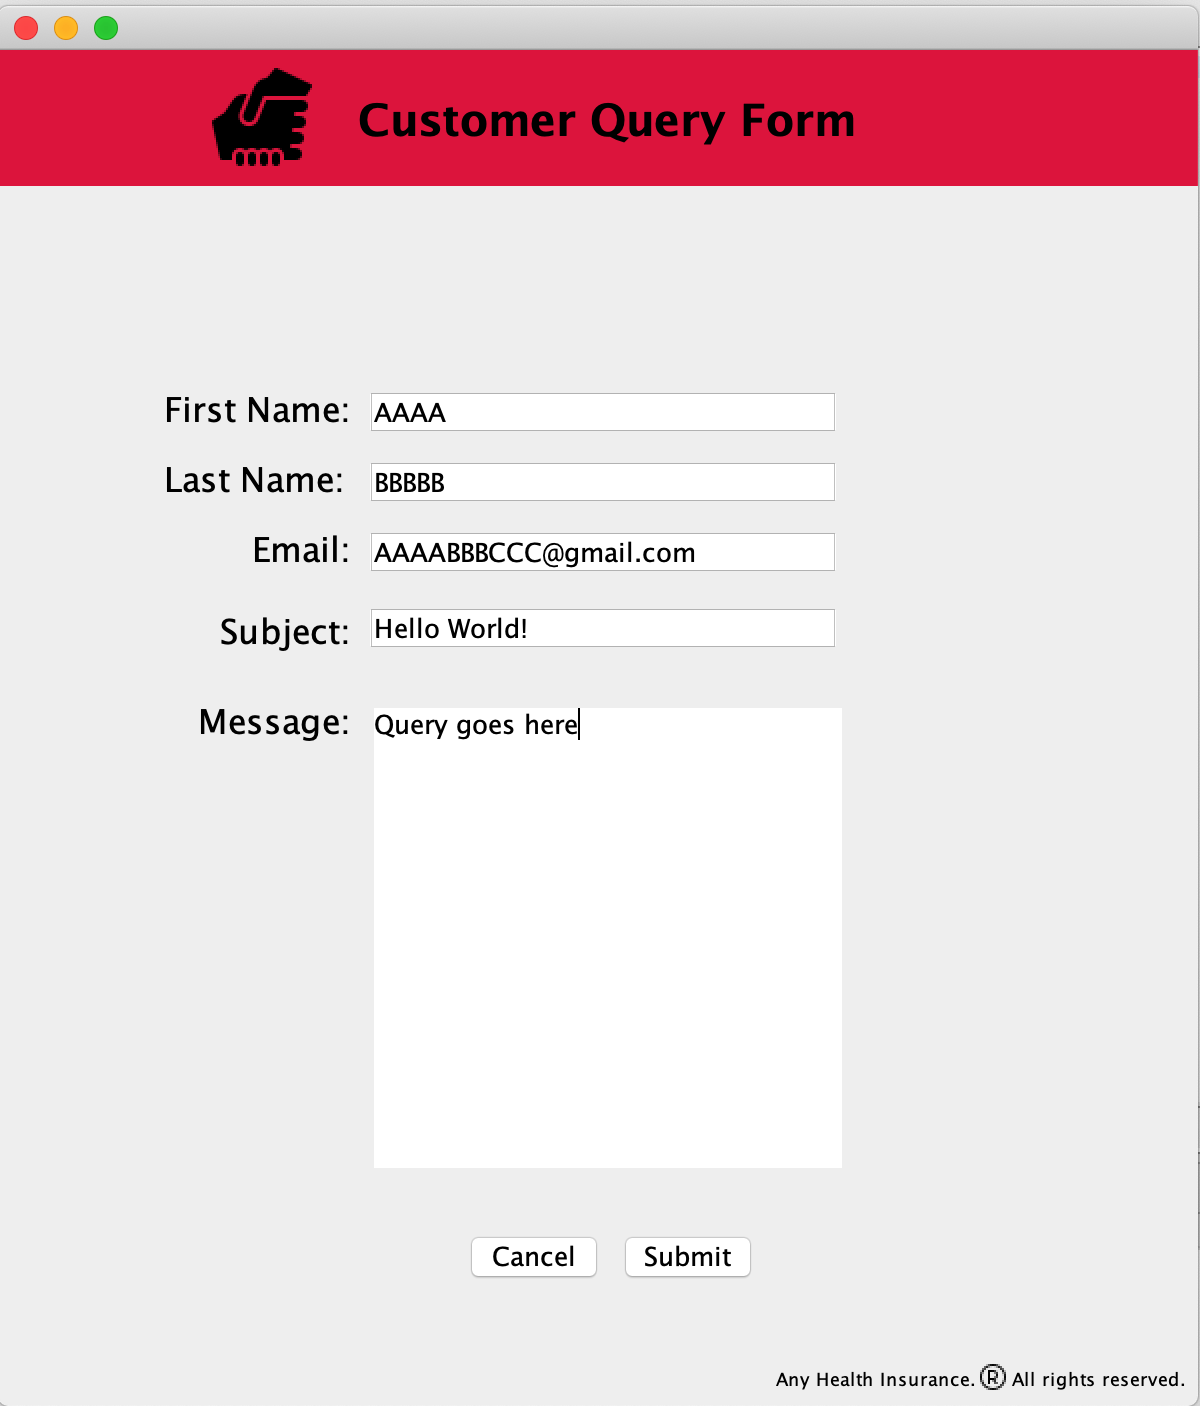 Customer Query Form
First Name: AAAA
Last Name: BBBBB
Email: AAAABBBCCC@gmail.com
Subject: Hello World!
Message: Query goes here
Cancel Submit
Any Health Insurance. ® All rights reserved.